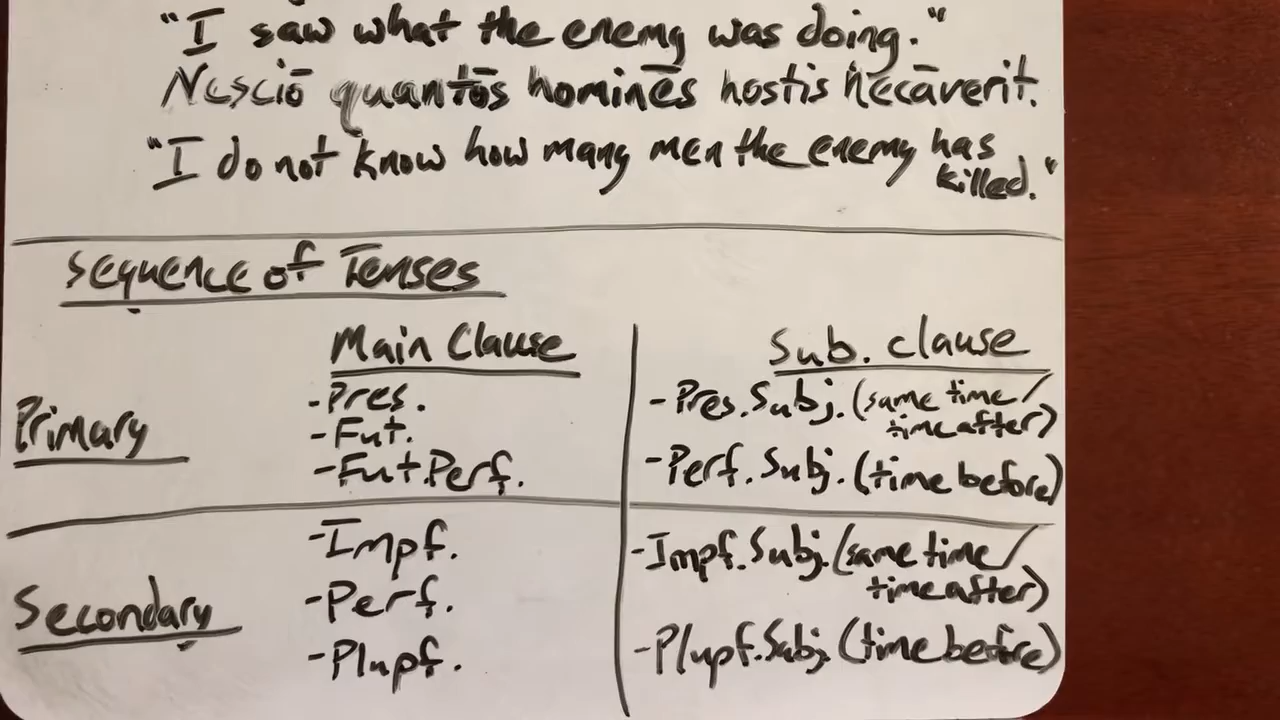 "I saw what the enemy was doing."
Nesciō quantōs hominēs hostis necāverit.
"I do not know how many men the enemy has
killed."
Sequence of Tenses
Main Clause
Sub. clause
Primary
-Pres.
-Fut.
-Fut.Perf.
-Pres.Subj. (same time/
time after)
-Perf. Subj. (time before)
Secondary
-Impf.
-Perf.
-Plupf.
-Impf.Subj. (same time/
time after)
-Plupf.Subj. (time before)